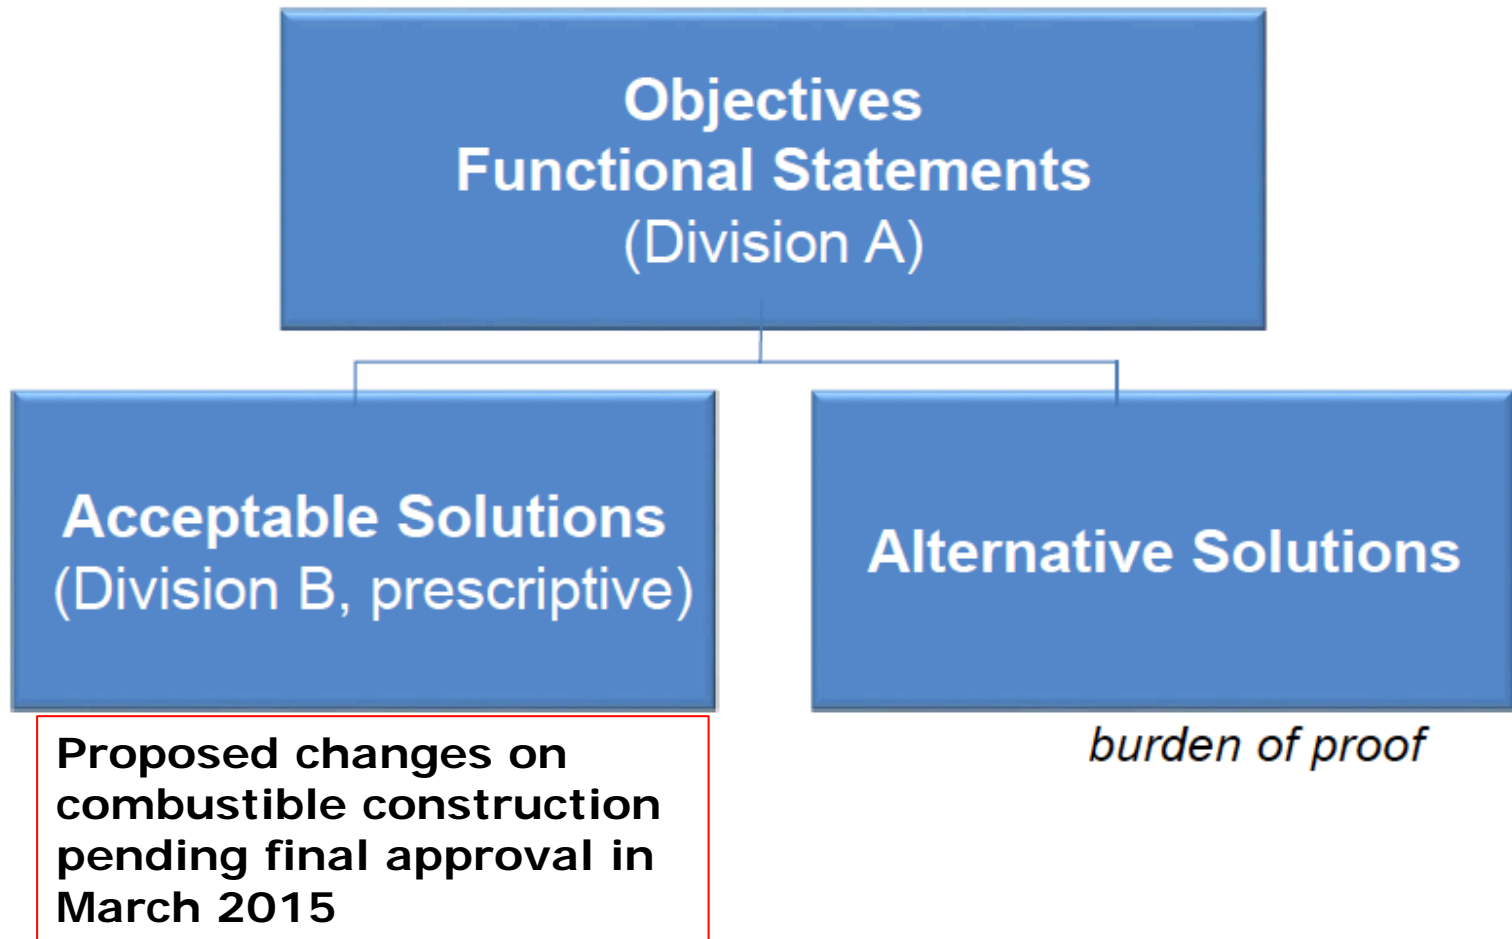 Objectives
Functional Statements
(Division A)
Acceptable Solutions
(Division B, prescriptive)
Alternative Solutions
Proposed changes on
combustible construction
pending final approval in
March 2015
burden of proof